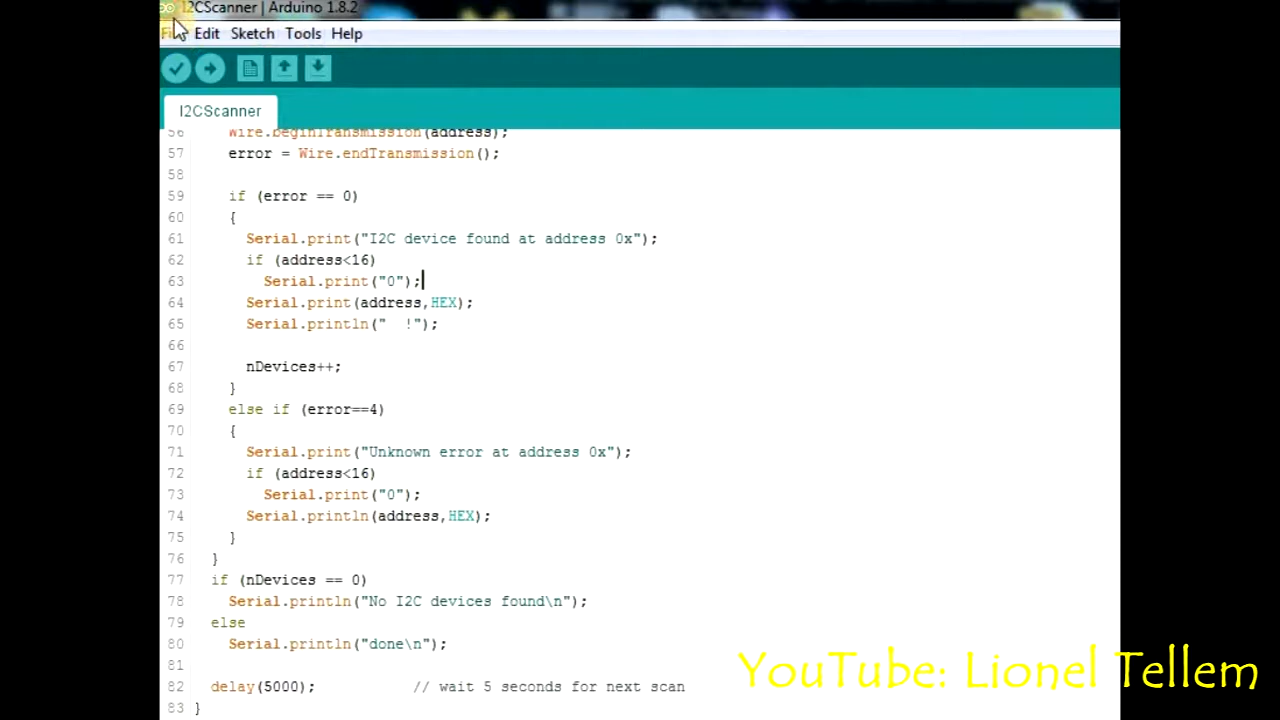 I2CScanner | Arduino 1.8.2
File Edit Sketch Tools Help
I2CScanner
56 Wire.beginTransmission(address);
57 error = Wire.endTransmission();
58
59 if (error == 0)
60 {
61 Serial.print("I2C device found at address 0x");
62 if (address<16)
63 Serial.print("0");
64 Serial.print(address,HEX);
65 Serial.println("  !");
66
67 nDevices++;
68 }
69 else if (error==4)
70 {
71 Serial.print("Unknown error at address 0x");
72 if (address<16)
73 Serial.print("0");
74 Serial.println(address,HEX);
75 }
76 }
77 if (nDevices == 0)
78 Serial.println("No I2C devices found\n");
79 else
80 Serial.println("done\n");
81
82 delay(5000); // wait 5 seconds for next scan
83 }
YouTube: Lionel Tellem